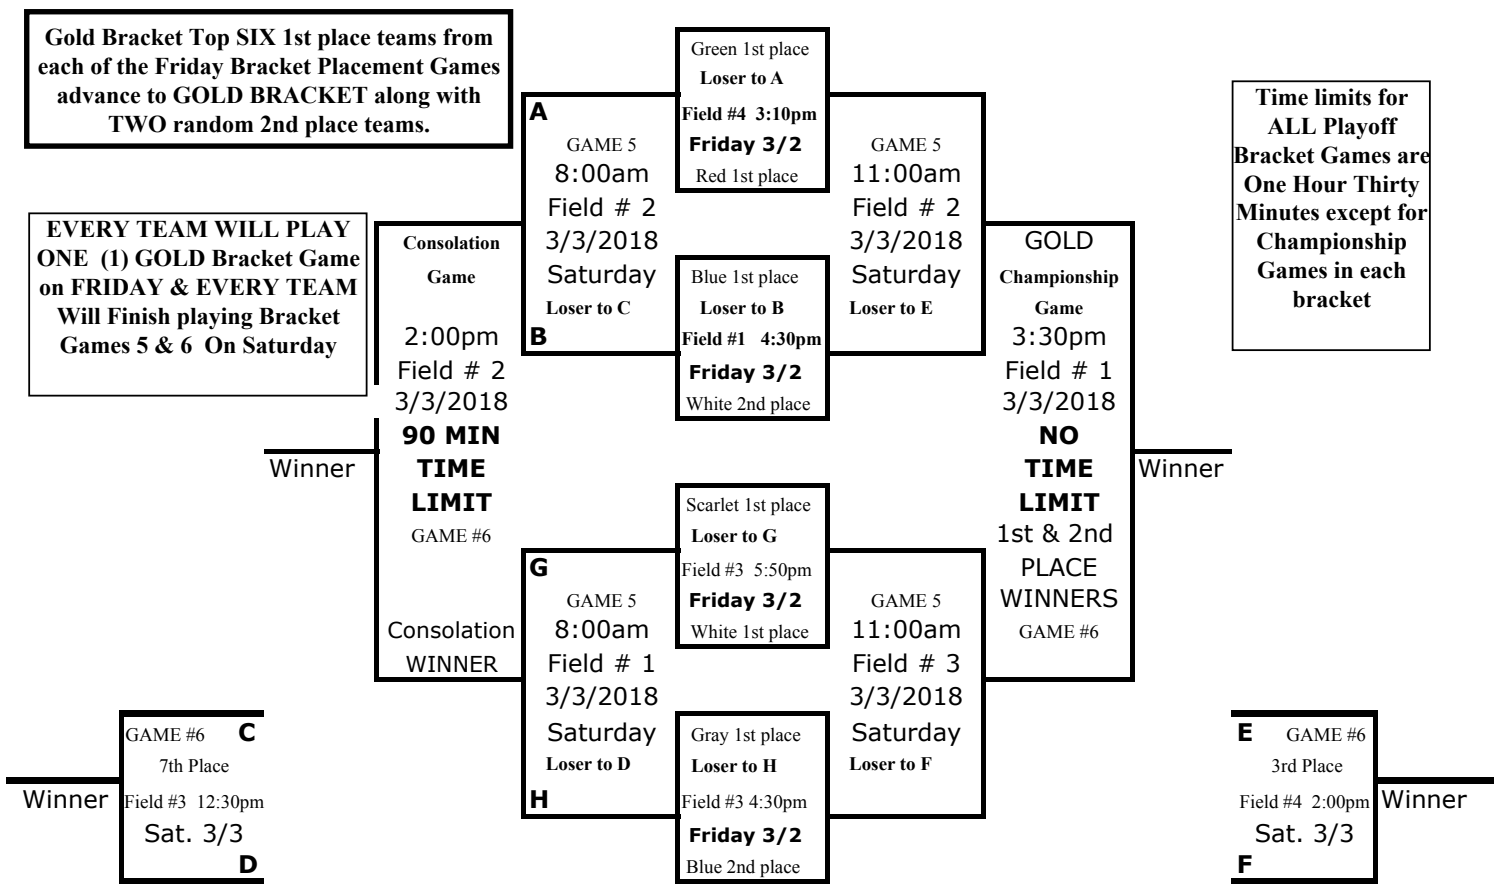 Gold Bracket Top SIX 1st place teams from
each of the Friday Bracket Placement Games
advance to GOLD BRACKET along with
TWO random 2nd place teams.
EVERY TEAM WILL PLAY
ONE (1) GOLD Bracket Game
on FRIDAY & EVERY TEAM
Will Finish playing Bracket
Games 5 & 6 On Saturday
Time limits for
ALL Playoff
Bracket Games are
One Hour Thirty
Minutes except for
Championship
Games in each
bracket
Winner
Consolation
Game
2:00pm
Field # 2
3/3/2018
90 MIN
TIME
LIMIT
GAME #6
Consolation
WINNER
A
GAME 5
8:00am
Field # 2
3/3/2018
Saturday
Loser to C
B
Green 1st place
Loser to A
Field #4 3:10pm
Friday 3/2
Red 1st place
Blue 1st place
Loser to B
Field #1 4:30pm
Friday 3/2
White 2nd place
GAME 5
11:00am
Field # 2
3/3/2018
Saturday
Loser to E
GOLD
Championship
Game
3:30pm
Field # 1
3/3/2018
NO
TIME
LIMIT
1st & 2nd
PLACE
WINNERS
GAME #6
Winner
G
GAME 5
8:00am
Field # 1
3/3/2018
Saturday
Loser to D
H
Scarlet 1st place
Loser to G
Field #3 5:50pm
Friday 3/2
White 1st place
Gray 1st place
Loser to H
Field #3 4:30pm
Friday 3/2
Blue 2nd place
GAME 5
11:00am
Field # 3
3/3/2018
Saturday
Loser to F
GAME #6 C
7th Place
Winner Field #3 12:30pm
Sat. 3/3
D
E GAME #6
3rd Place
Field #4 2:00pm Winner
Sat. 3/3
F